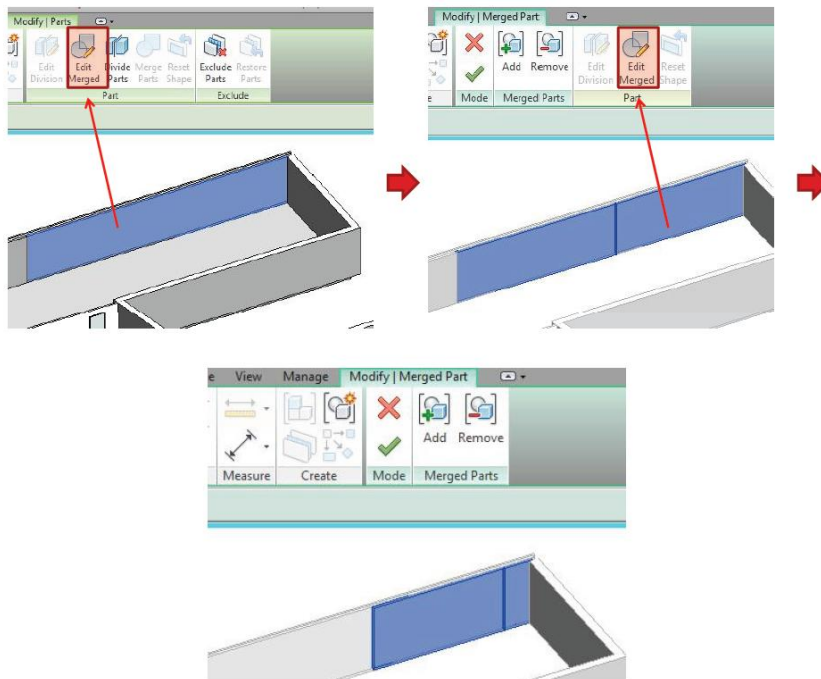 Modify | Parts
Edit Division
Edit Merged
Divide Parts
Merge Parts
Reset Shape
Exclude Parts
Restore Parts
Part
Exclude
Modify | Merged Part
Add
Remove
Edit Division
Edit Merged
Reset Shape
Mode
Merged Parts
Part
View
Manage
Modify | Merged Part
Add
Remove
Measure
Create
Mode
Merged Parts